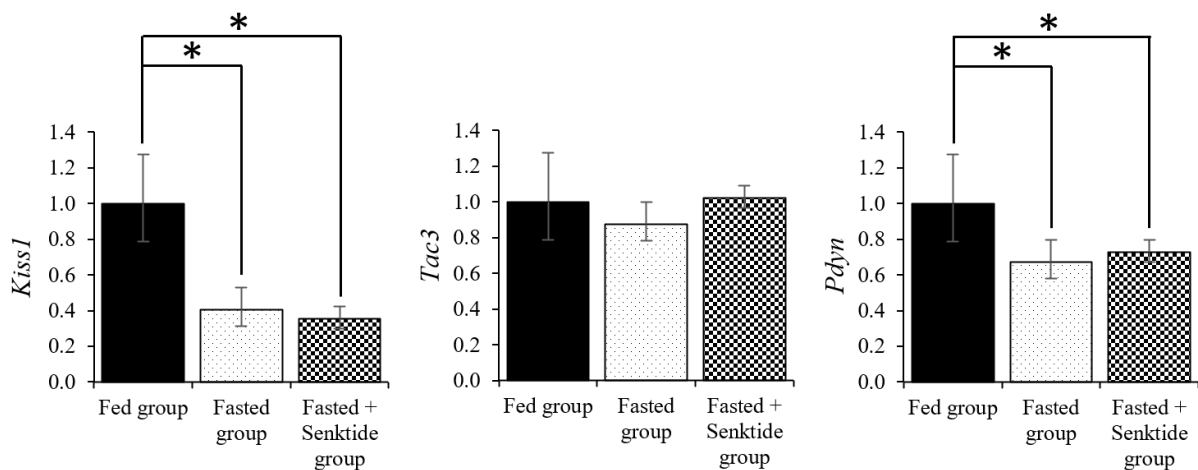 *
*
Kiss1
1.4
1.2
1.0
0.8
0.6
0.4
0.2
0.0
Fed group
Fasted
group
Fasted +
Senktide
group
Tac3
1.4
1.2
1.0
0.8
0.6
0.4
0.2
0.0
Fed group
Fasted
group
Fasted +
Senktide
group
*
*
Pdyn
1.4
1.2
1.0
0.8
0.6
0.4
0.2
0.0
Fed group
Fasted
group
Fasted +
Senktide
group